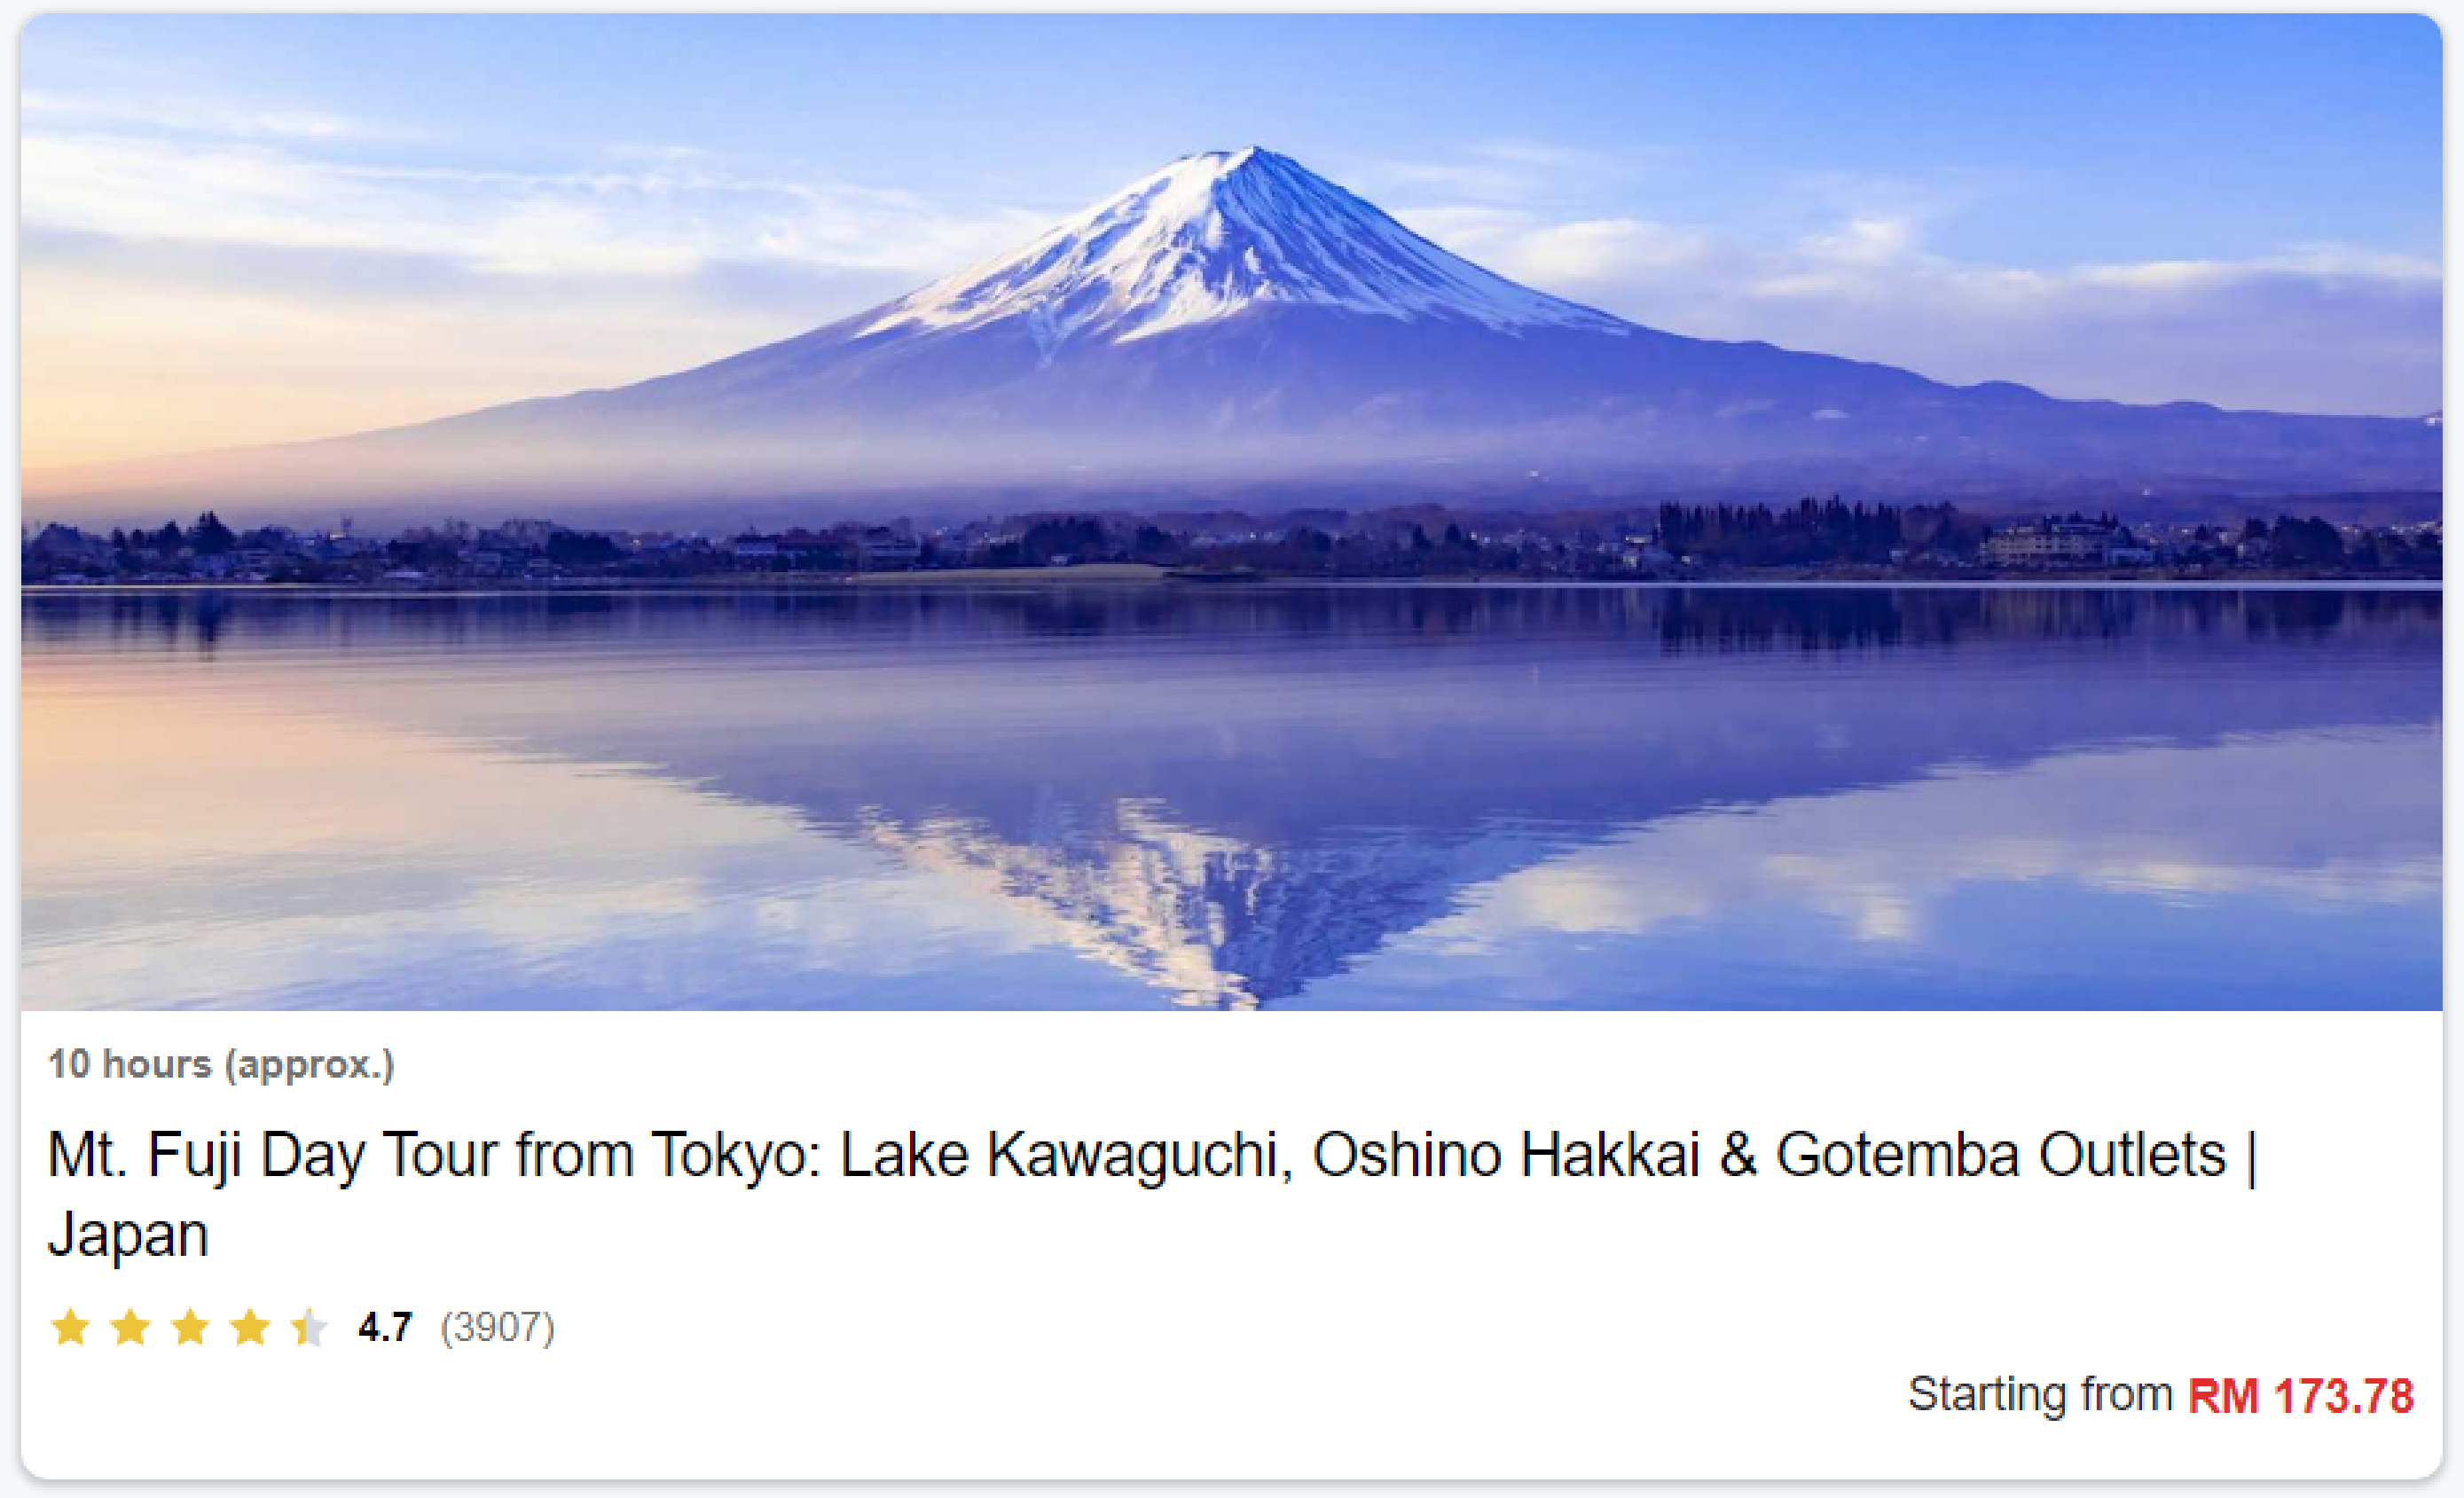 10 hours (approx.)
Mt. Fuji Day Tour from Tokyo: Lake Kawaguchi, Oshino Hakkai & Gotemba Outlets |
Japan
4.7 (3907)
Starting from RM 173.78